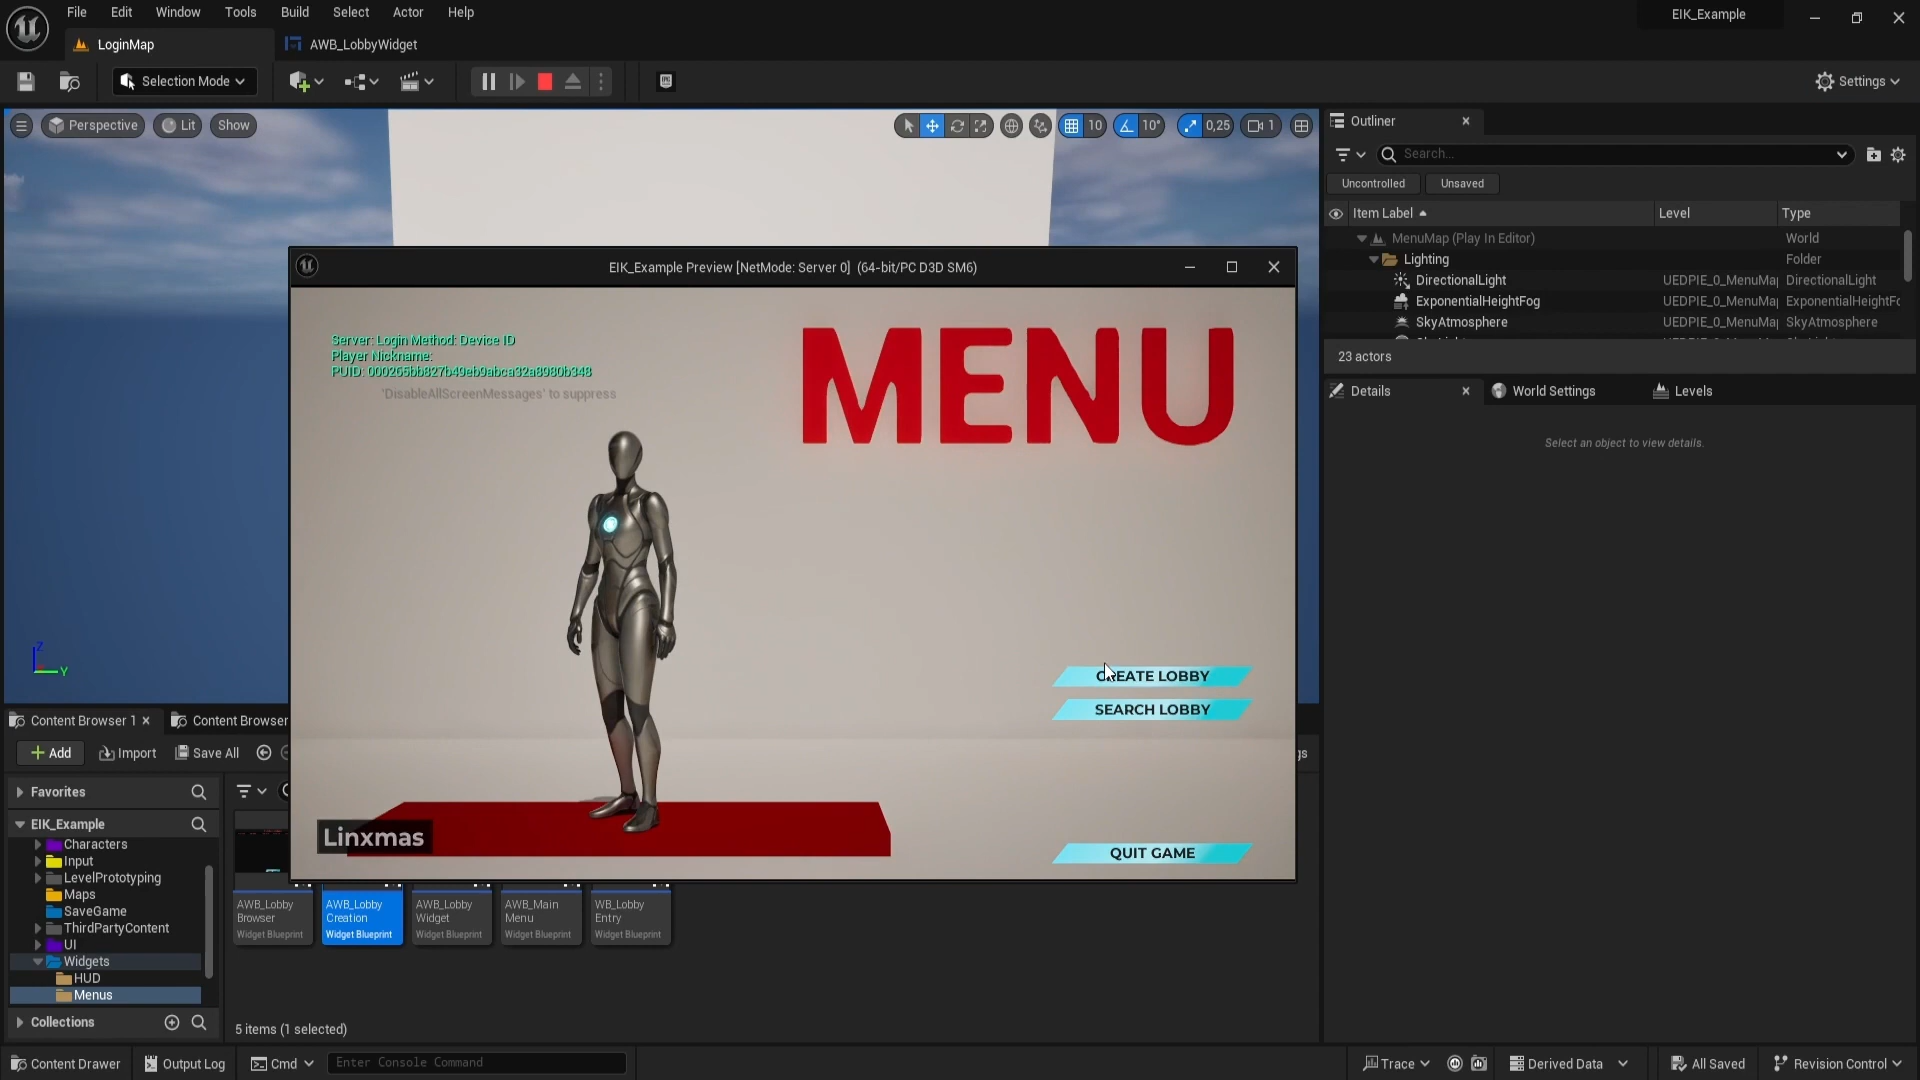 File Edit Window Tools Build Select Actor Help
EIK_Example
LoginMap
AWB_LobbyWidget
Selection Mode
Settings
Perspective
Lit
Show
10
10°
0,25
1
Outliner
Search...
Uncontrolled
Unsaved
Item Label
Level
Type
MenuMap (Play In Editor)
World
Lighting
Folder
DirectionalLight
UEDPIE_0_MenuMap
DirectionalLight
ExponentialHeightFog
UEDPIE_0_MenuMap
ExponentialHeightFo
SkyAtmosphere
UEDPIE_0_MenuMap
SkyAtmosphere
23 actors
Details
World Settings
Levels
Select an object to view details.
EIK_Example Preview [NetMode: Server 0] (64-bit/PC D3D SM6)
Server: Login Method: Device ID
Player Nickname:
PUID: 000265bb827b49eb9abca32a8980b348
'DisableAllScreenMessages' to suppress
MENU
CREATE LOBBY
SEARCH LOBBY
Linxmas
QUIT GAME
Content Browser 1
Content Browser
Add
Import
Save All
gs
Favorites
EIK_Example
Characters
Input
LevelPrototyping
Maps
SaveGame
ThirdPartyContent
UI
Widgets
HUD
Menus
Collections
AWB_Lobby
Browser
Widget Blueprint
AWB_Lobby
Creation
Widget Blueprint
AWB_Lobby
Widget
Widget Blueprint
AWB_Main
Menu
Widget Blueprint
WB_Lobby
Entry
Widget Blueprint
5 items (1 selected)
Content Drawer
Output Log
Cmd
Enter Console Command
Trace
Derived Data
All Saved
Revision Control